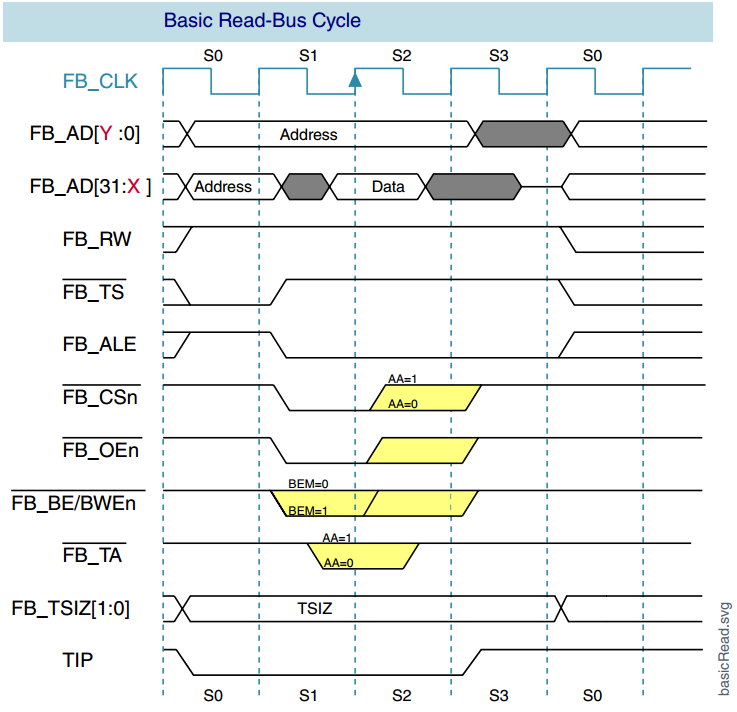 Basic Read-Bus Cycle
S0 S1 S2 S3 S0
FB_CLK
FB_AD[Y :0] Address
FB_AD[31:X ] Address Data
FB_RW
FB_TS
FB_ALE
AA=1
FB_CSn AA=0
FB_OEn
BEM=0
FB_BE/BWEn BEM=1
AA=1
FB_TA AA=0
FB_TSIZ[1:0] TSIZ
TIP
S0 S1 S2 S3 S0
basicRead.svg